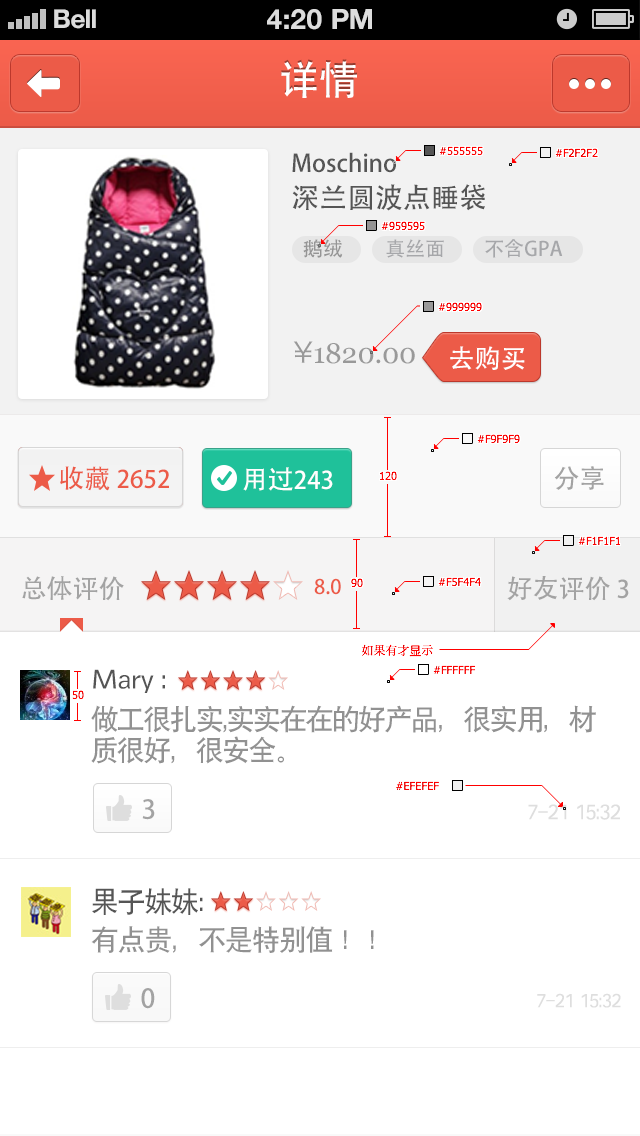 Bell 4:20 PM
详情
Moschino #555555 #F2F2F2
深兰圆波点睡袋
#959595
鹅绒 真丝面 不含GPA
#999999
¥1820.00 去购买
#F9F9F9
收藏 2652 用过243 120 分享
#F1F1F1
总体评价 8.0 90 #F5F4F4 好友评价 3
如果有才显示
#FFFFFF
50 Mary :
做工很扎实,实实在在的好产品，很实用，材
质很好，很安全。
#EFEFEF
3 7-21 15:32
果子妹妹:
有点贵，不是特别值！！
0 7-21 15:32